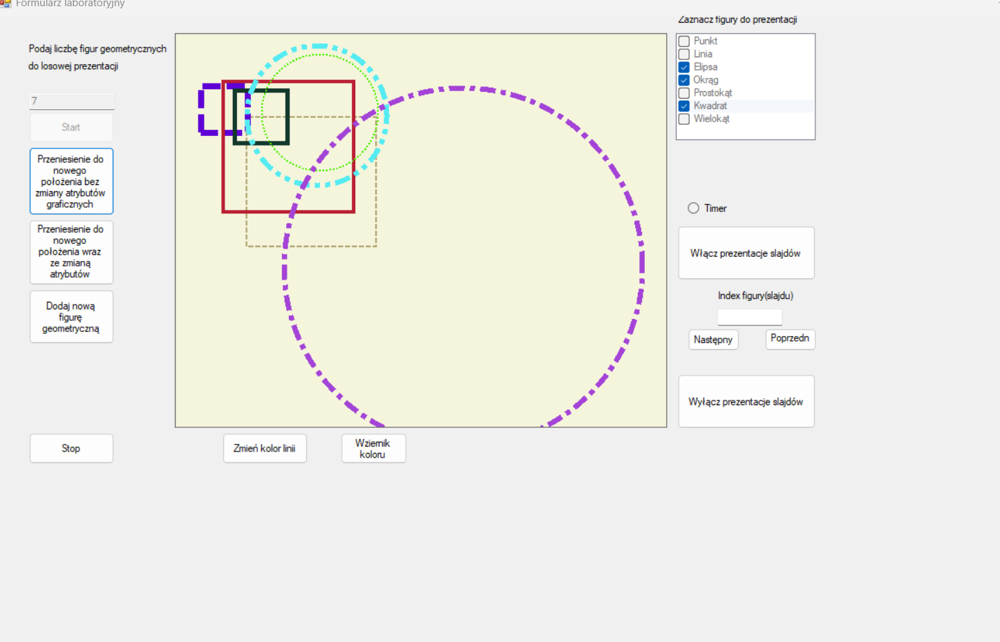 Formularz laboratoryjny
Podaj liczbę figur geometrycznych
do losowej prezentacji
7
Start
Przeniesienie do
nowego
położenia bez
zmiany atrybutów
graficznych
Przeniesienie do
nowego
położenia wraz
ze zmianą
atrybutów
Dodaj nową
figurę
geometryczną
Stop
Zmień kolor linii
Wziernik
koloru
Zaznacz figury do prezentacji
Punkt
Linia
Elipsa
Okrąg
Prostokąt
Kwadrat
Wielokąt
Timer
Włącz prezentacje slajdów
Index figury(slajdu)
Następny
Poprzedn
Wyłącz prezentacje slajdów